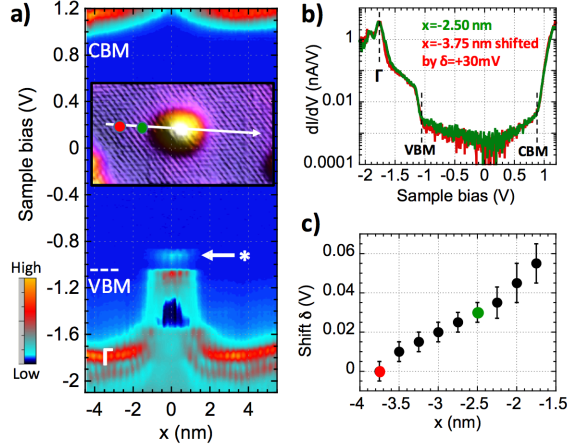 a)
CBM
Sample bias (V)
1.2
0.8
0.4
0
-0.4
-0.8
-1.2
-1.6
-2
*
VBM
Γ
High
Low
-4
-2
0
2
4
x (nm)
b)
dI/dV (nA/V)
1
0.01
0.0001
x=-2.50 nm
x=-3.75 nm shifted
by δ=+30mV
Γ
VBM
CBM
-2 -1.5 -1 -0.5 0 0.5 1
Sample bias (V)
c)
Shift δ (V)
0.06
0.04
0.02
0
-3.5 -3 -2.5 -2 -1.5
x (nm)